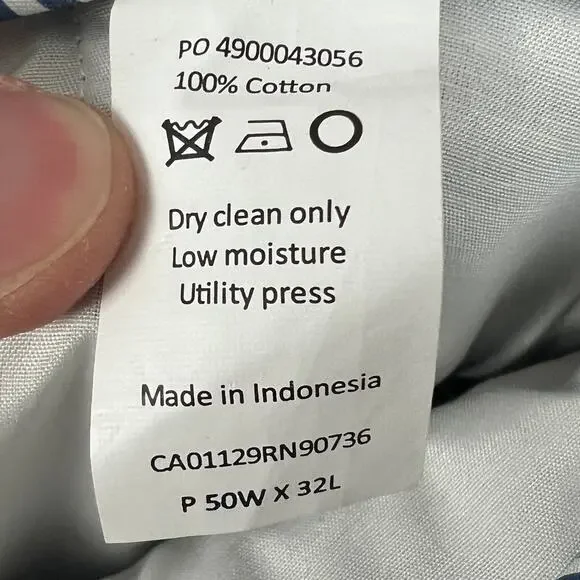 PO 4900043056
100% Cotton
Dry clean only
Low moisture
Utility press
Made in Indonesia
CA01129RN90736
P 50W X 32L